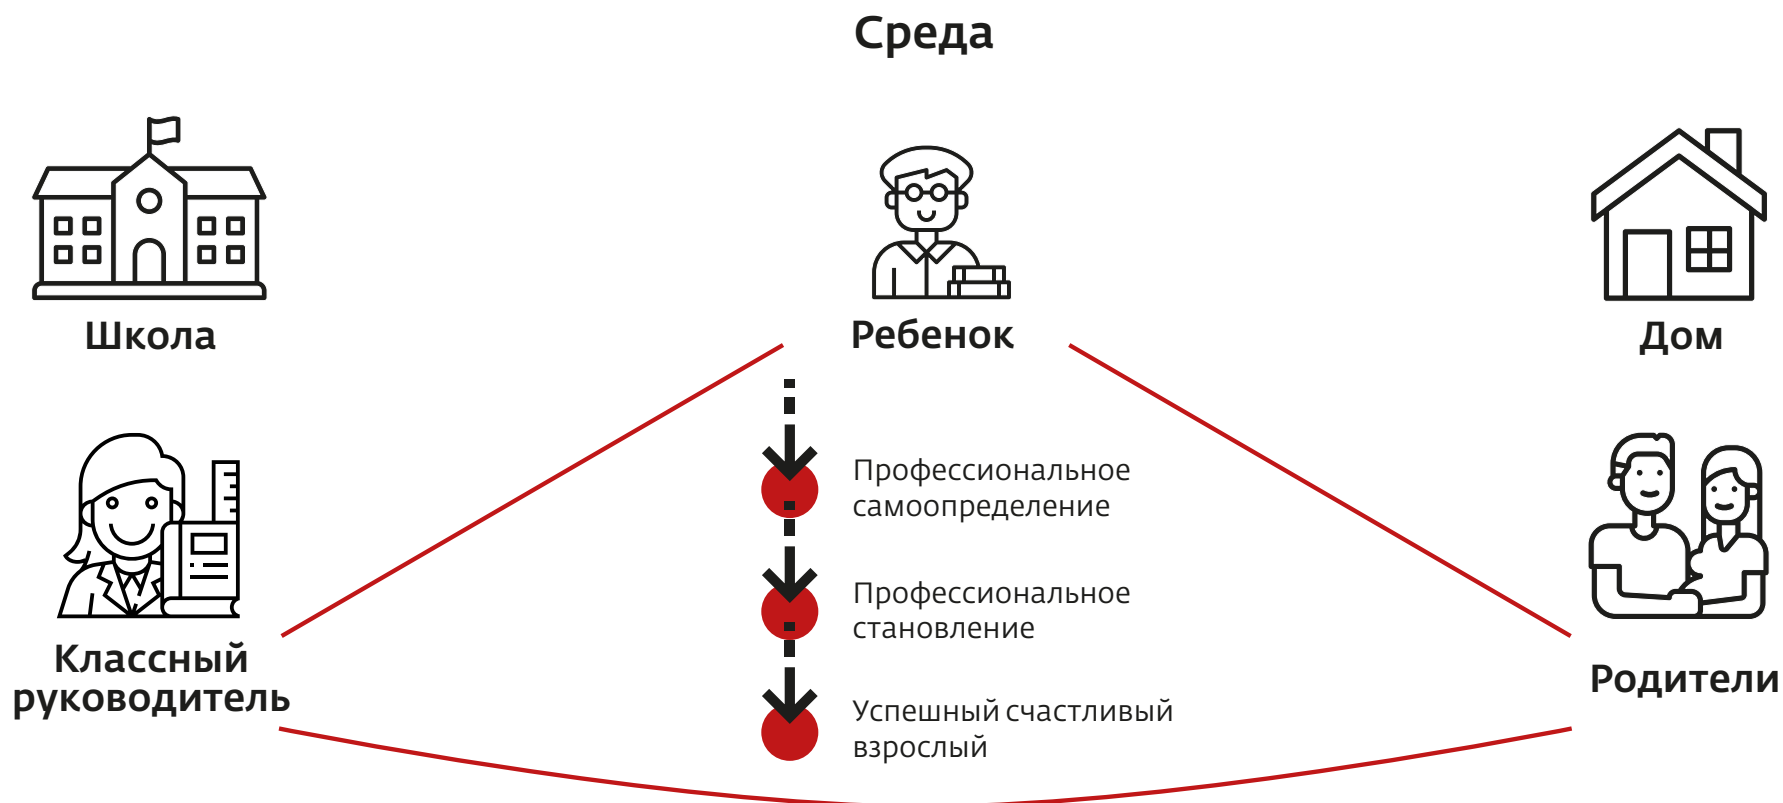 Среда
Школа
Ребенок
Дом
Профессиональное
самоопределение
Профессиональное
становление
Классный
руководитель
Родители
Успешный счастливый
взрослый